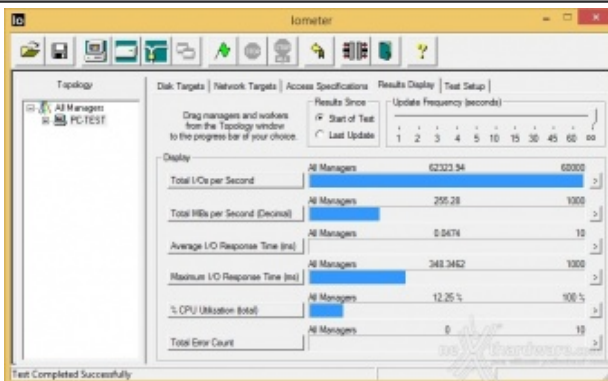 Iometer
Topology
All Managers
PC-TEST
Disk Targets
Network Targets
Access Specifications
Results Display
Test Setup
Drag managers and workers
from the Topology window
to the progress bar of your choice.
Results Since
Start of Test
Last Update
Update Frequency (seconds)
1 2 3 4 5 10 15 30 45 60 ∞
Display
All Managers 62323.94 60000
Total I/Os per Second
All Managers 255.28 1000
Total MBs per Second (Decimal)
All Managers 0.0474 10
Average I/O Response Time (ms)
All Managers 348.3462 1000
Maximum I/O Response Time (ms)
All Managers 12.25 % 100 %
% CPU Utilization (total)
All Managers 0 10
Total Error Count
Test Completed Successfully